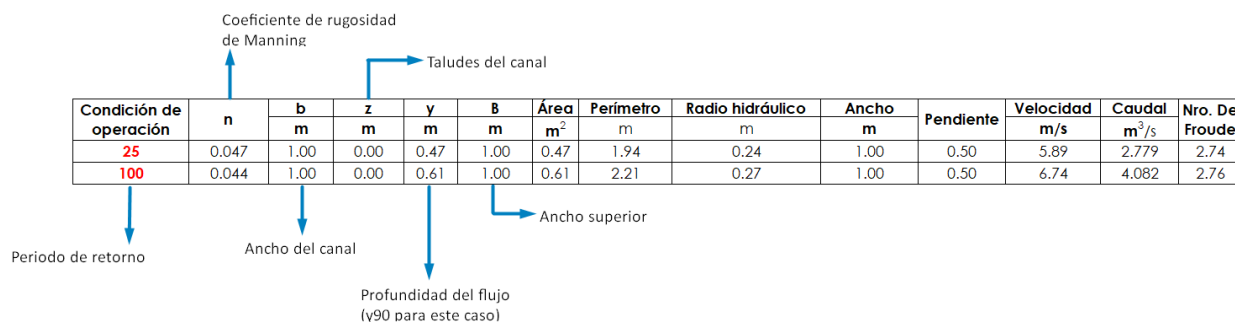 Coeficiente de rugosidad
de Manning
Taludes del canal
Condición de operación n b z y B Área Perímetro Radio hidráulico Ancho Pendiente Velocidad Caudal Nro. De Froude
m m m m m² m m m m/s m³/s
25 0.047 1.00 0.00 0.47 1.00 0.47 1.94 0.24 1.00 0.50 5.89 2.779 2.74
100 0.044 1.00 0.00 0.61 1.00 0.61 2.21 0.27 1.00 0.50 6.74 4.082 2.76
Ancho superior
Ancho del canal
Periodo de retorno
Profundidad del flujo
(y90 para este caso)